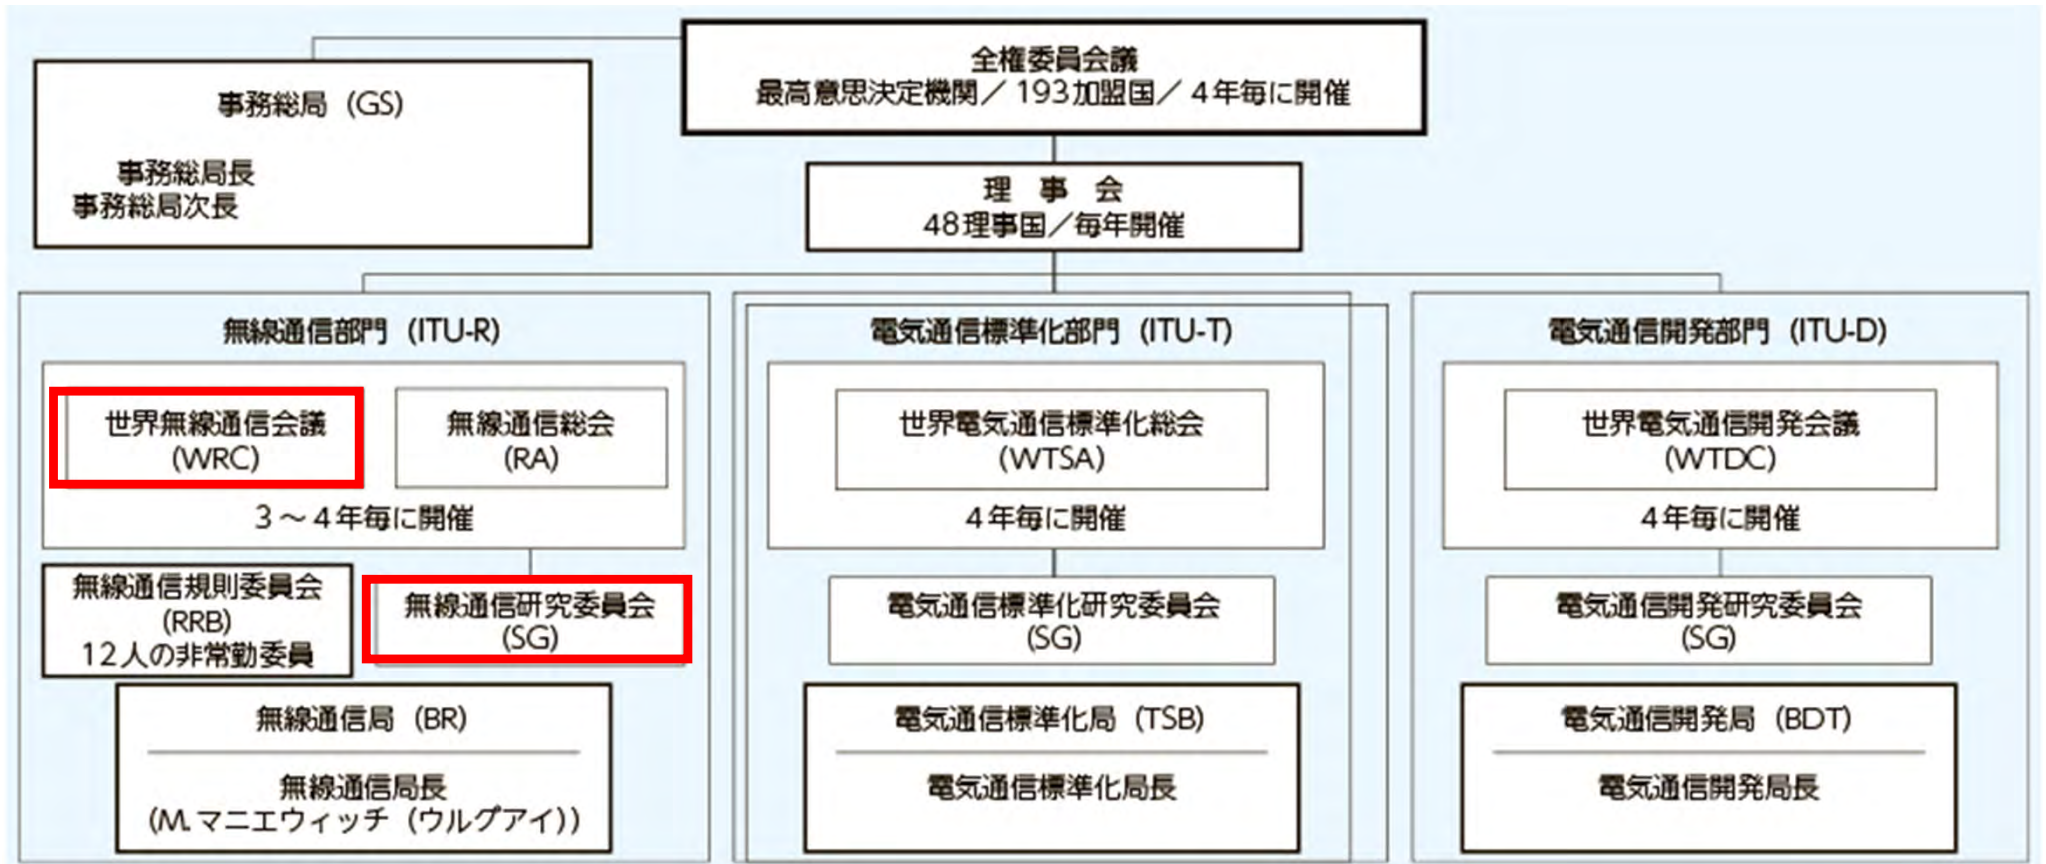 全権委員会議
最高意思決定機関／193加盟国／4年毎に開催
事務総局 (GS)
事務総局長
事務総局次長
理　事　会
48理事国／毎年開催
無線通信部門 (ITU-R)
世界無線通信会議
(WRC)
無線通信総会
(RA)
3～4年毎に開催
無線通信規則委員会
(RRB)
12人の非常勤委員
無線通信研究委員会
(SG)
無線通信局 (BR)
無線通信局長
(M.マニエウィッチ (ウルグアイ))
電気通信標準化部門 (ITU-T)
世界電気通信標準化総会
(WTSA)
4年毎に開催
電気通信標準化研究委員会
(SG)
電気通信標準化局 (TSB)
電気通信標準化局長
電気通信開発部門 (ITU-D)
世界電気通信開発会議
(WTDC)
4年毎に開催
電気通信開発研究委員会
(SG)
電気通信開発局 (BDT)
電気通信開発局長